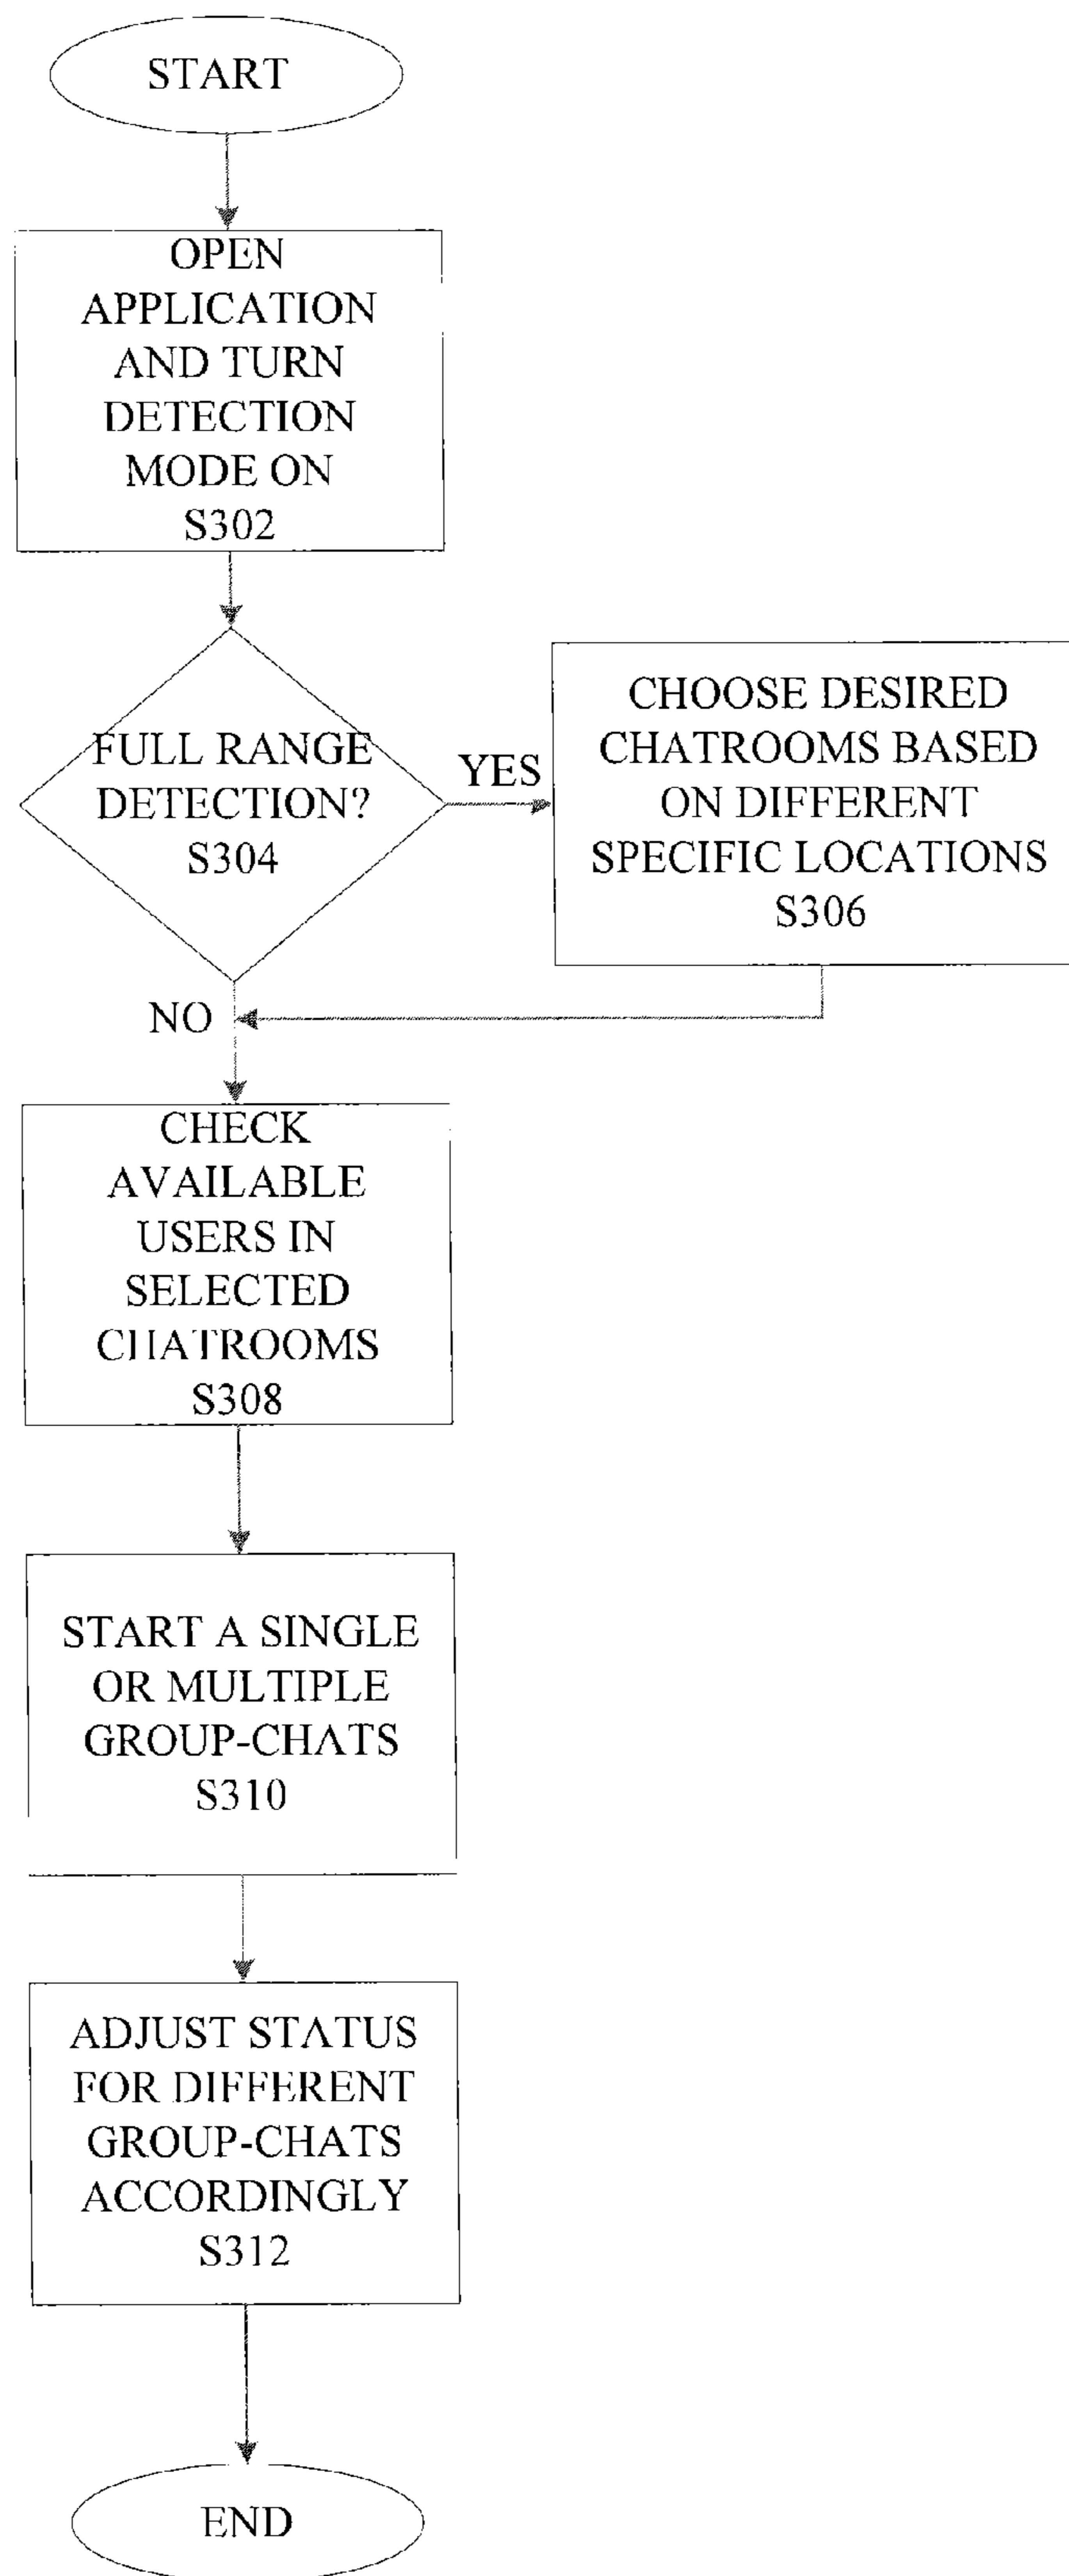 START
OPEN
APPLICATION
AND TURN
DETECTION
MODE ON
S302
FULL RANGE
DETECTION?
S304
YES
CHOOSE DESIRED
CHATROOMS BASED
ON DIFFERENT
SPECIFIC LOCATIONS
S306
NO
CHECK
AVAILABLE
USERS IN
SELECTED
CHATROOMS
S308
START A SINGLE
OR MULTIPLE
GROUP-CHATS
S310
ADJUST STATUS
FOR DIFFERENT
GROUP-CHATS
ACCORDINGLY
S312
END